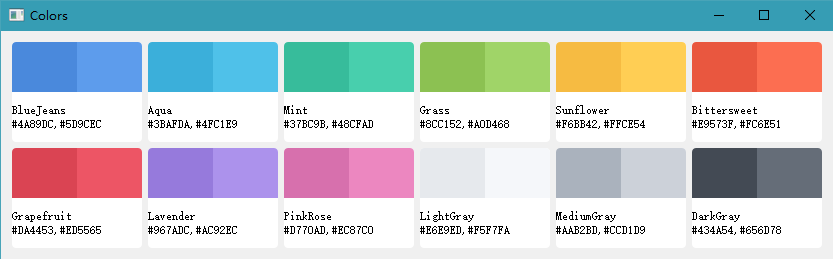 Colors
BlueJeans
#4A89DC, #5D9CEC
Aqua
#3BAFDA, #4FC1E9
Mint
#37BC9B, #48CFAD
Grass
#8CC152, #A0D468
Sunflower
#F6BB42, #FFCE54
Bittersweet
#E9573F, #FC6E51
Grapefruit
#DA4453, #ED5565
Lavender
#967ADC, #AC92EC
PinkRose
#D770AD, #EC87C0
LightGray
#E6E9ED, #F5F7FA
MediumGray
#AAB2BD, #CCD1D9
DarkGray
#434A54, #656D78